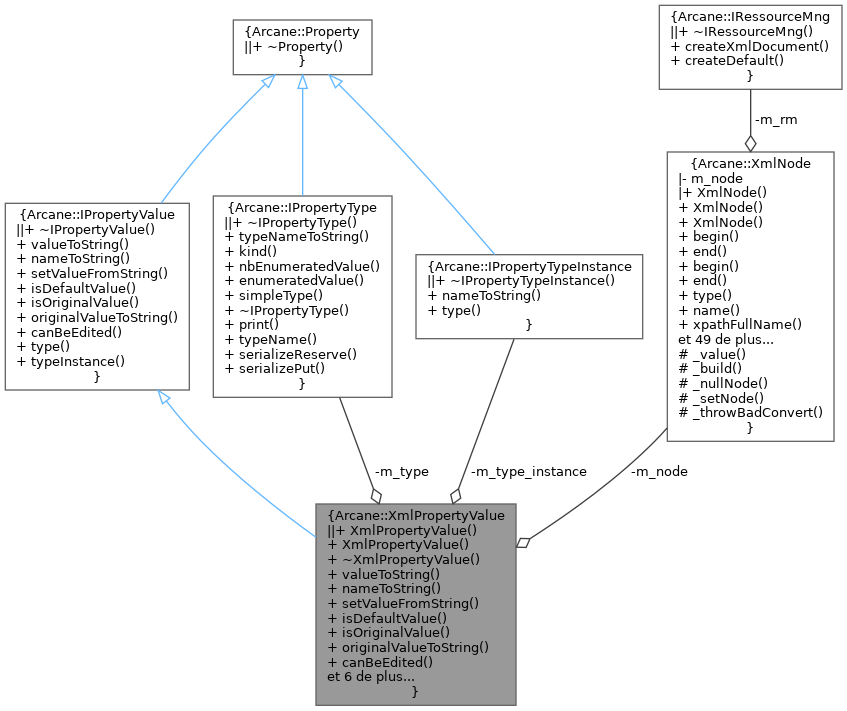 {Arcane::Property
||+ ~Property()
}
{Arcane::IRessourceMng
||+ ~IRessourceMng()
+ createXmlDocument()
+ createDefault()
}
-m_rm
{Arcane::IPropertyValue
||+ ~IPropertyValue()
+ valueToString()
+ nameToString()
+ setValueFromString()
+ isDefaultValue()
+ isOriginalValue()
+ originalValueToString()
+ canBeEdited()
+ type()
+ typeInstance()
}
{Arcane::IPropertyType
||+ ~IPropertyType()
+ typeNameToString()
+ kind()
+ nbEnumeratedValue()
+ enumeratedValue()
+ simpleType()
+ ~IPropertyType()
+ print()
+ typeName()
+ serializeReserve()
+ serializePut()
}
{Arcane::IPropertyTypeInstance
||+ ~IPropertyTypeInstance()
+ nameToString()
+ type()
}
{Arcane::XmlNode
|- m_node
|+ XmlNode()
+ XmlNode()
+ XmlNode()
+ begin()
+ end()
+ begin()
+ end()
+ type()
+ name()
+ xpathFullName()
et 49 de plus...
# _value()
# _build()
# _nullNode()
# _setNode()
# _throwBadConvert()
}
-m_type
-m_type_instance
-m_node
{Arcane::XmlPropertyValue
||+ XmlPropertyValue()
+ XmlPropertyValue()
+ ~XmlPropertyValue()
+ valueToString()
+ nameToString()
+ setValueFromString()
+ isDefaultValue()
+ isOriginalValue()
+ originalValueToString()
+ canBeEdited()
et 6 de plus...
}